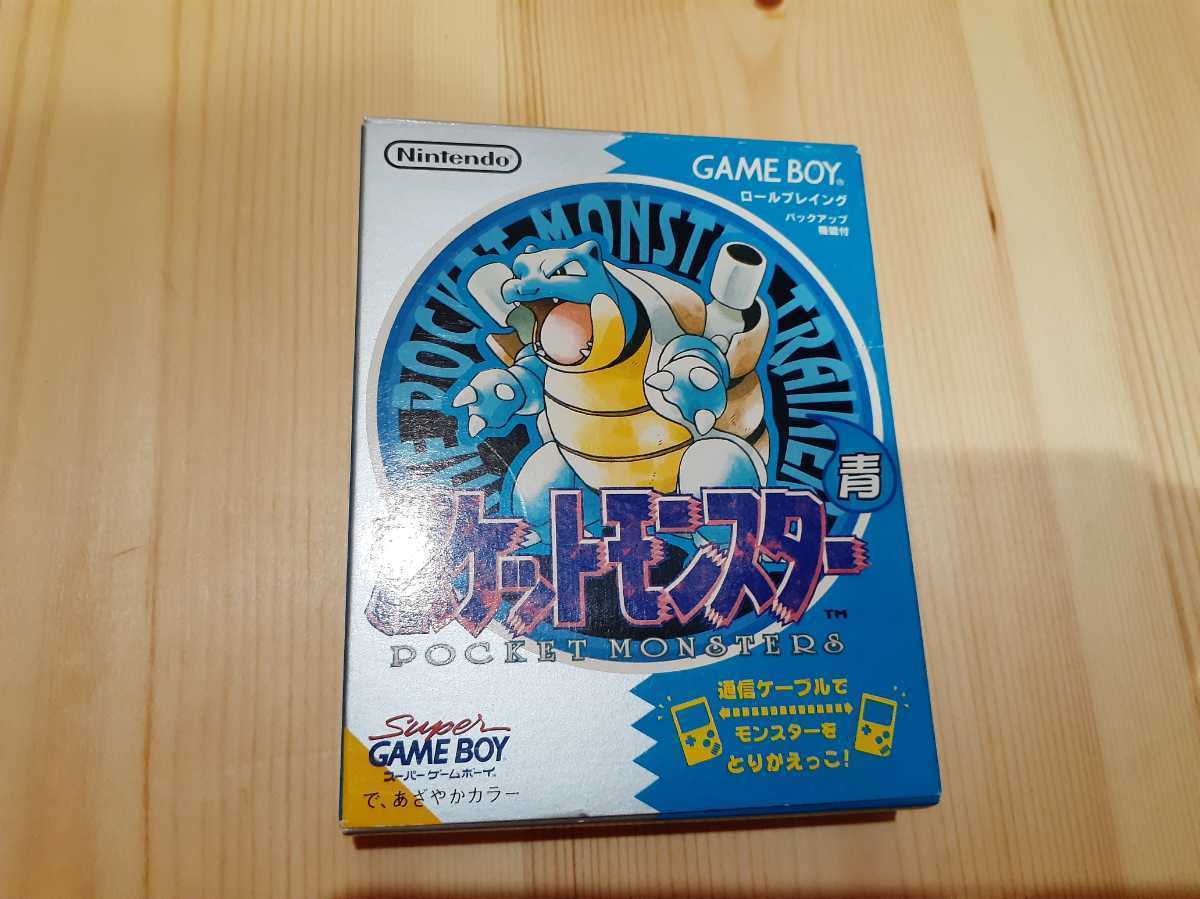 Nintendo
GAME BOY®
ロールプレイング
バックアップ
機能付
POCKET MONSTER TRAINER
青
ポケットモンスター
TM
POCKET MONSTERS
通信ケーブルで
モンスターを
とりかえっこ!
Super
GAME BOY
スーパーゲームボーイ
で、あざやかカラー